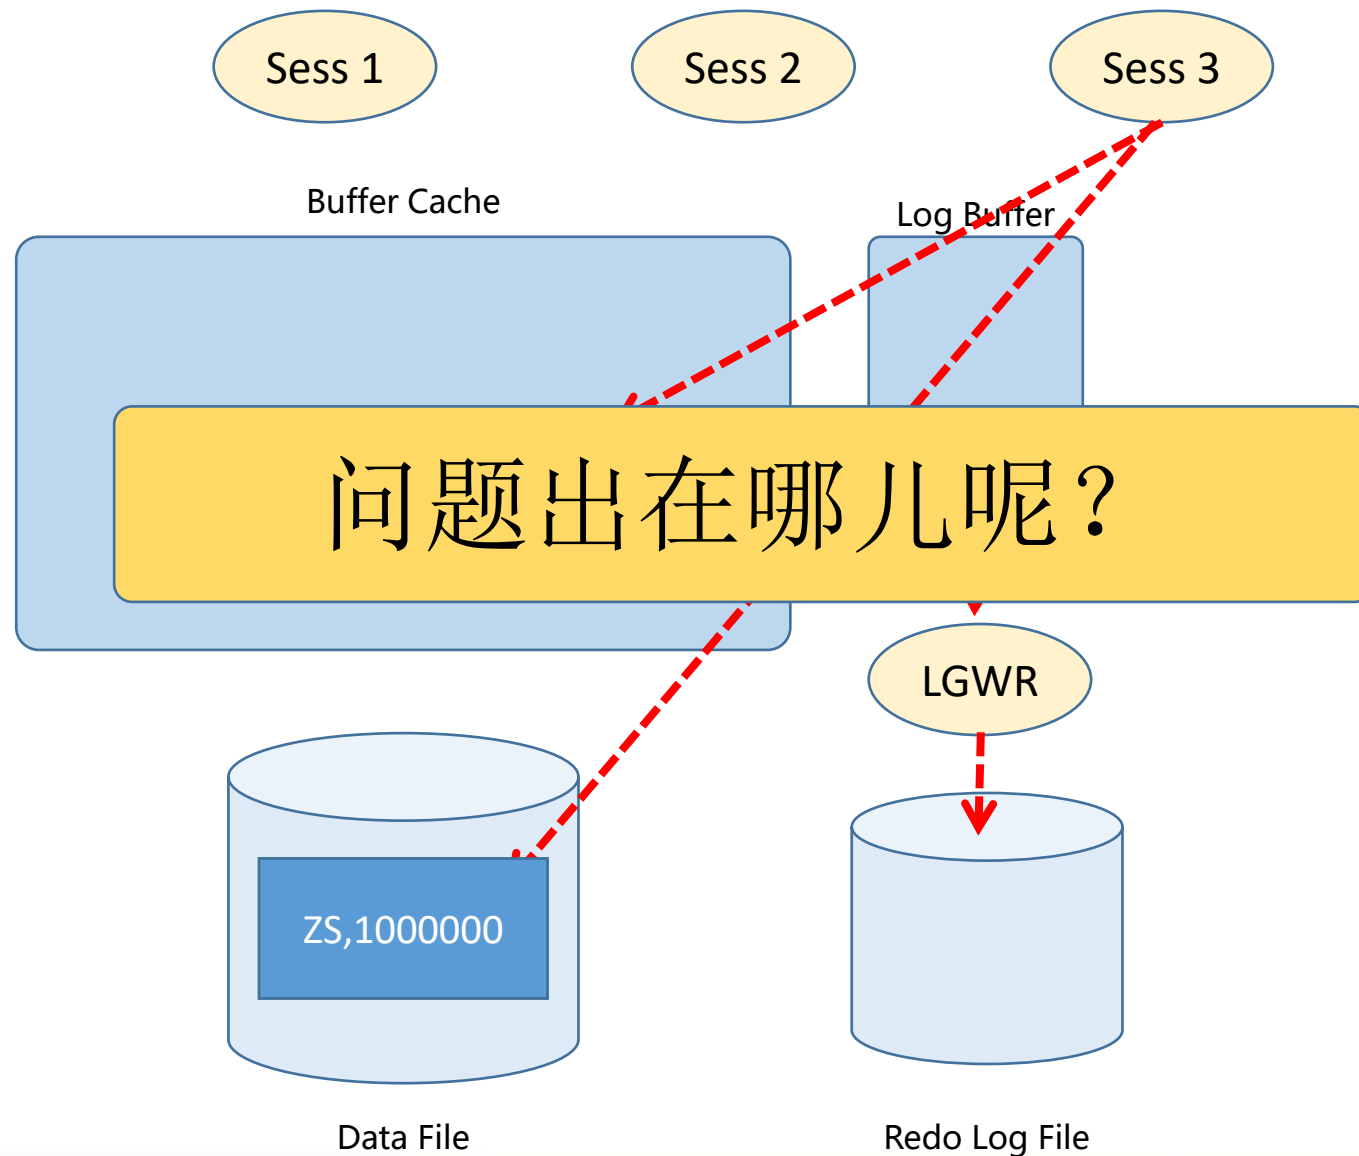 Sess 1
Sess 2
Sess 3
Buffer Cache
Log Buffer
问题出在哪儿呢？
LGWR
ZS,1000000
Data File
Redo Log File